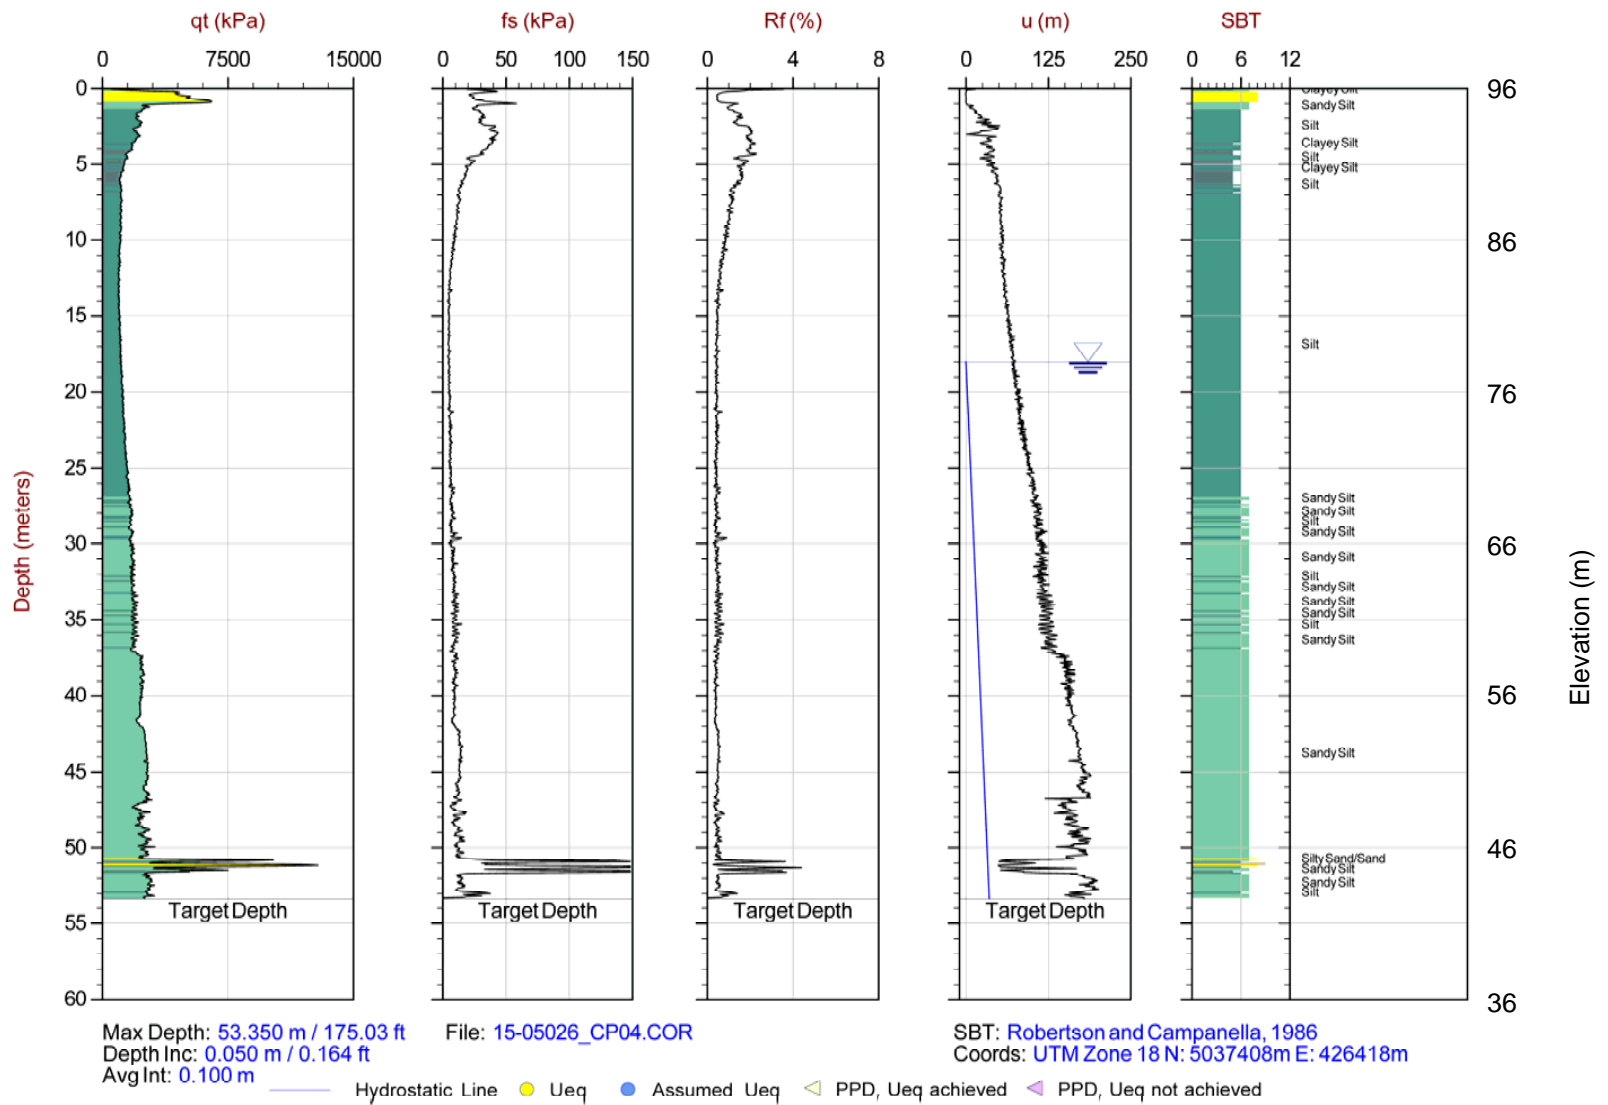 qt (kPa) fs (kPa) Rf (%) u (m) SBT
0 7500 15000 0 50 100 150 0 4 8 0 125 250 0 6 12
0 96
Clayey Silt
Sandy Silt
Silt
Clayey Silt
Silt
5
Clayey Silt
Silt
10 86
15
Silt
20 76
25
Sandy Silt
Sandy Silt
Silt
Sandy Silt
30 66
Sandy Silt
Silt
Sandy Silt
Sandy Silt
Sandy Silt
35
Silt
Sandy Silt
40 56
Sandy Silt
45
50 46
Silty Sand/Sand
Sandy Silt
Sandy Silt
Silt
Target Depth Target Depth Target Depth Target Depth
55
60 36
Depth (meters)
Elevation (m)
Max Depth: 53.350 m / 175.03 ft File: 15-05026_CP04.COR SBT: Robertson and Campanella, 1986
Depth Inc: 0.050 m / 0.164 ft Coords: UTM Zone 18 N: 5037408m E: 426418m
Avg Int: 0.100 m
Hydrostatic Line Ueq Assumed Ueq PPD, Ueq achieved PPD, Ueq not achieved